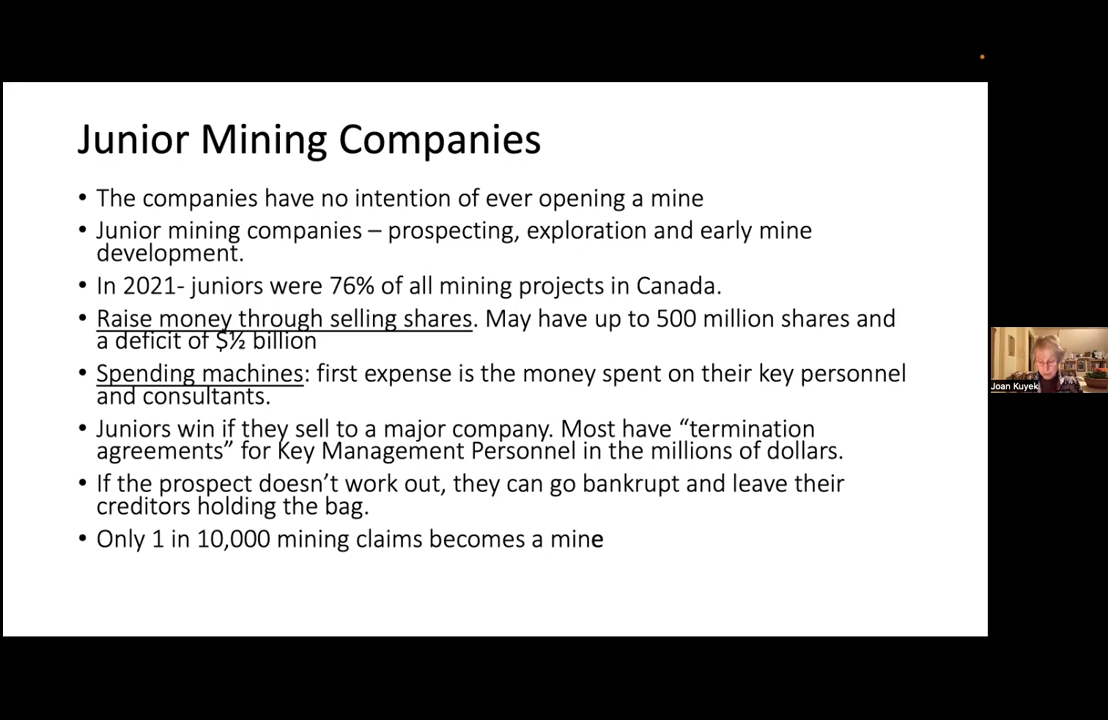 Junior Mining Companies
• The companies have no intention of ever opening a mine
• Junior mining companies – prospecting, exploration and early mine
development.
• In 2021- juniors were 76% of all mining projects in Canada.
• Raise money through selling shares. May have up to 500 million shares and
a deficit of $½ billion
• Spending machines: first expense is the money spent on their key personnel
and consultants.
• Juniors win if they sell to a major company. Most have “termination
agreements” for Key Management Personnel in the millions of dollars.
• If the prospect doesn’t work out, they can go bankrupt and leave their
creditors holding the bag.
• Only 1 in 10,000 mining claims becomes a mine
Joan Kuyek